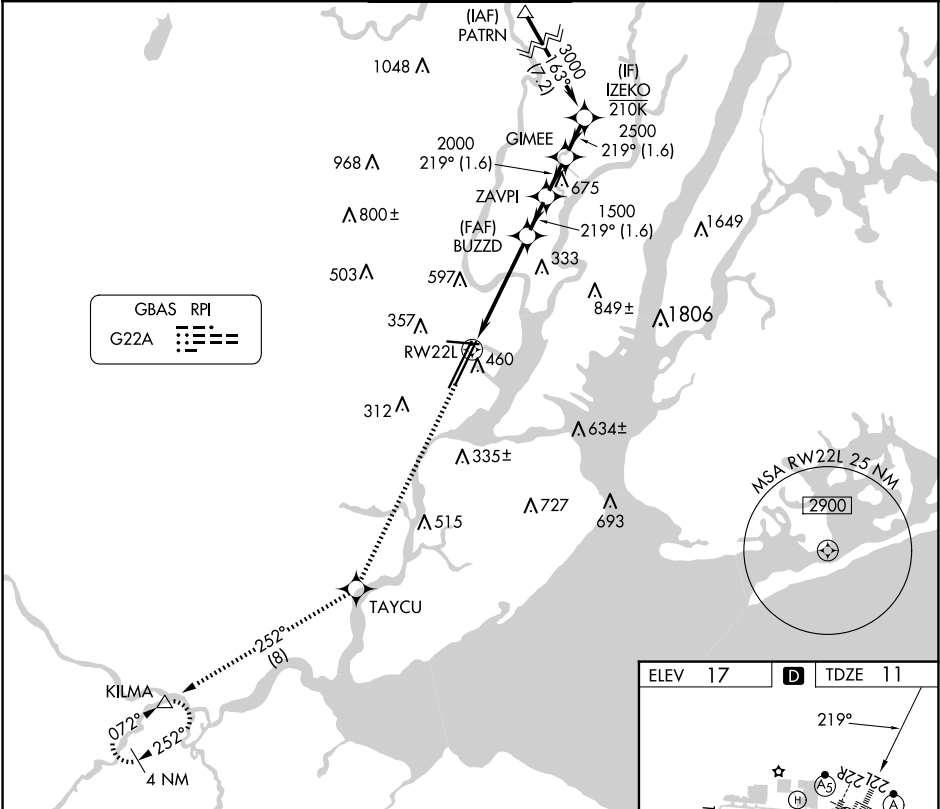 (IAF)
PATRN
3000
163°
(7.2)
1048
(IF)
IZEKO
210K
GIMEE
2500
219° (1.6)
2000
219° (1.6)
968
675
ZAVPI
800±
1500
219° (1.6)
(FAF)
BUZZD
1649
503
597
333
849±
1806
GBAS RPI
G22A
357
RW22L
460
312
634±
335±
MSA RW22L 25 NM
2900
727
693
515
TAYCU
252°
(8)
KILMA
072°
252°
4 NM
ELEV 17
D
TDZE 11
219°
22L
22R
A5
H
A